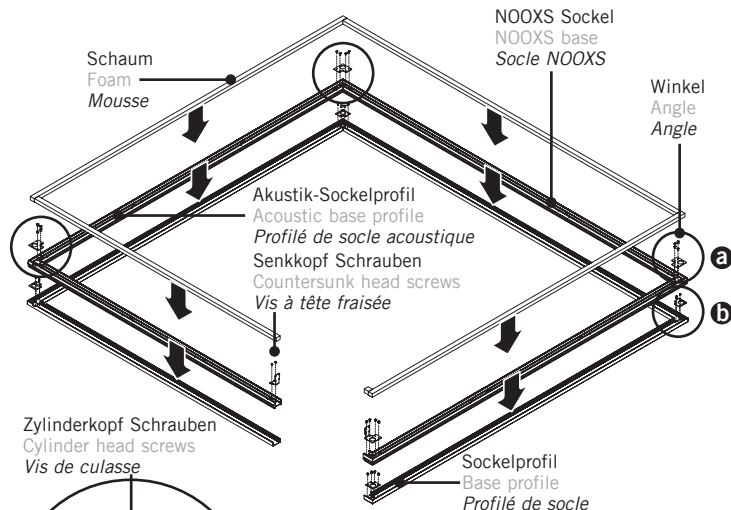 Schaum
Foam
Mousse
NOOXS Sockel
NOOXS base
Socle NOOXS
Winkel
Angle
Angle
Akustik-Sockelprofil
Acoustic base profile
Profilé de socle acoustique
Senkkopf Schrauben
Countersunk head screws
Vis à tête fraisée
a
b
Zylinderkopf Schrauben
Cylinder head screws
Vis de culasse
Sockelprofil
Base profile
Profilé de socle